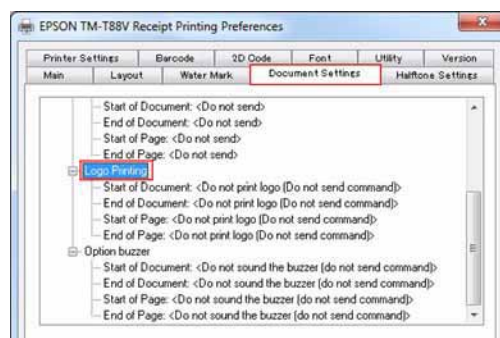 EPSON TM-T88V Receipt Printing Preferences
Printer Settings Barcode 2D Code Font Utility Version
Main Layout Water Mark Document Settings Halftone Settings
Start of Document: <Do not send>
End of Document: <Do not send>
Start of Page: <Do not send>
End of Page: <Do not send>
Logo Printing
Start of Document: <Do not print logo (Do not send command)>
End of Document: <Do not print logo (Do not send command)>
Start of Page: <Do not print logo (Do not send command)>
End of Page: <Do not print logo (Do not send command)>
Option buzzer
Start of Document: <Do not sound the buzzer (do not send command)>
End of Document: <Do not sound the buzzer (do not send command)>
Start of Page: <Do not sound the buzzer (do not send command)>
End of Page: <Do not sound the buzzer (do not send command)>